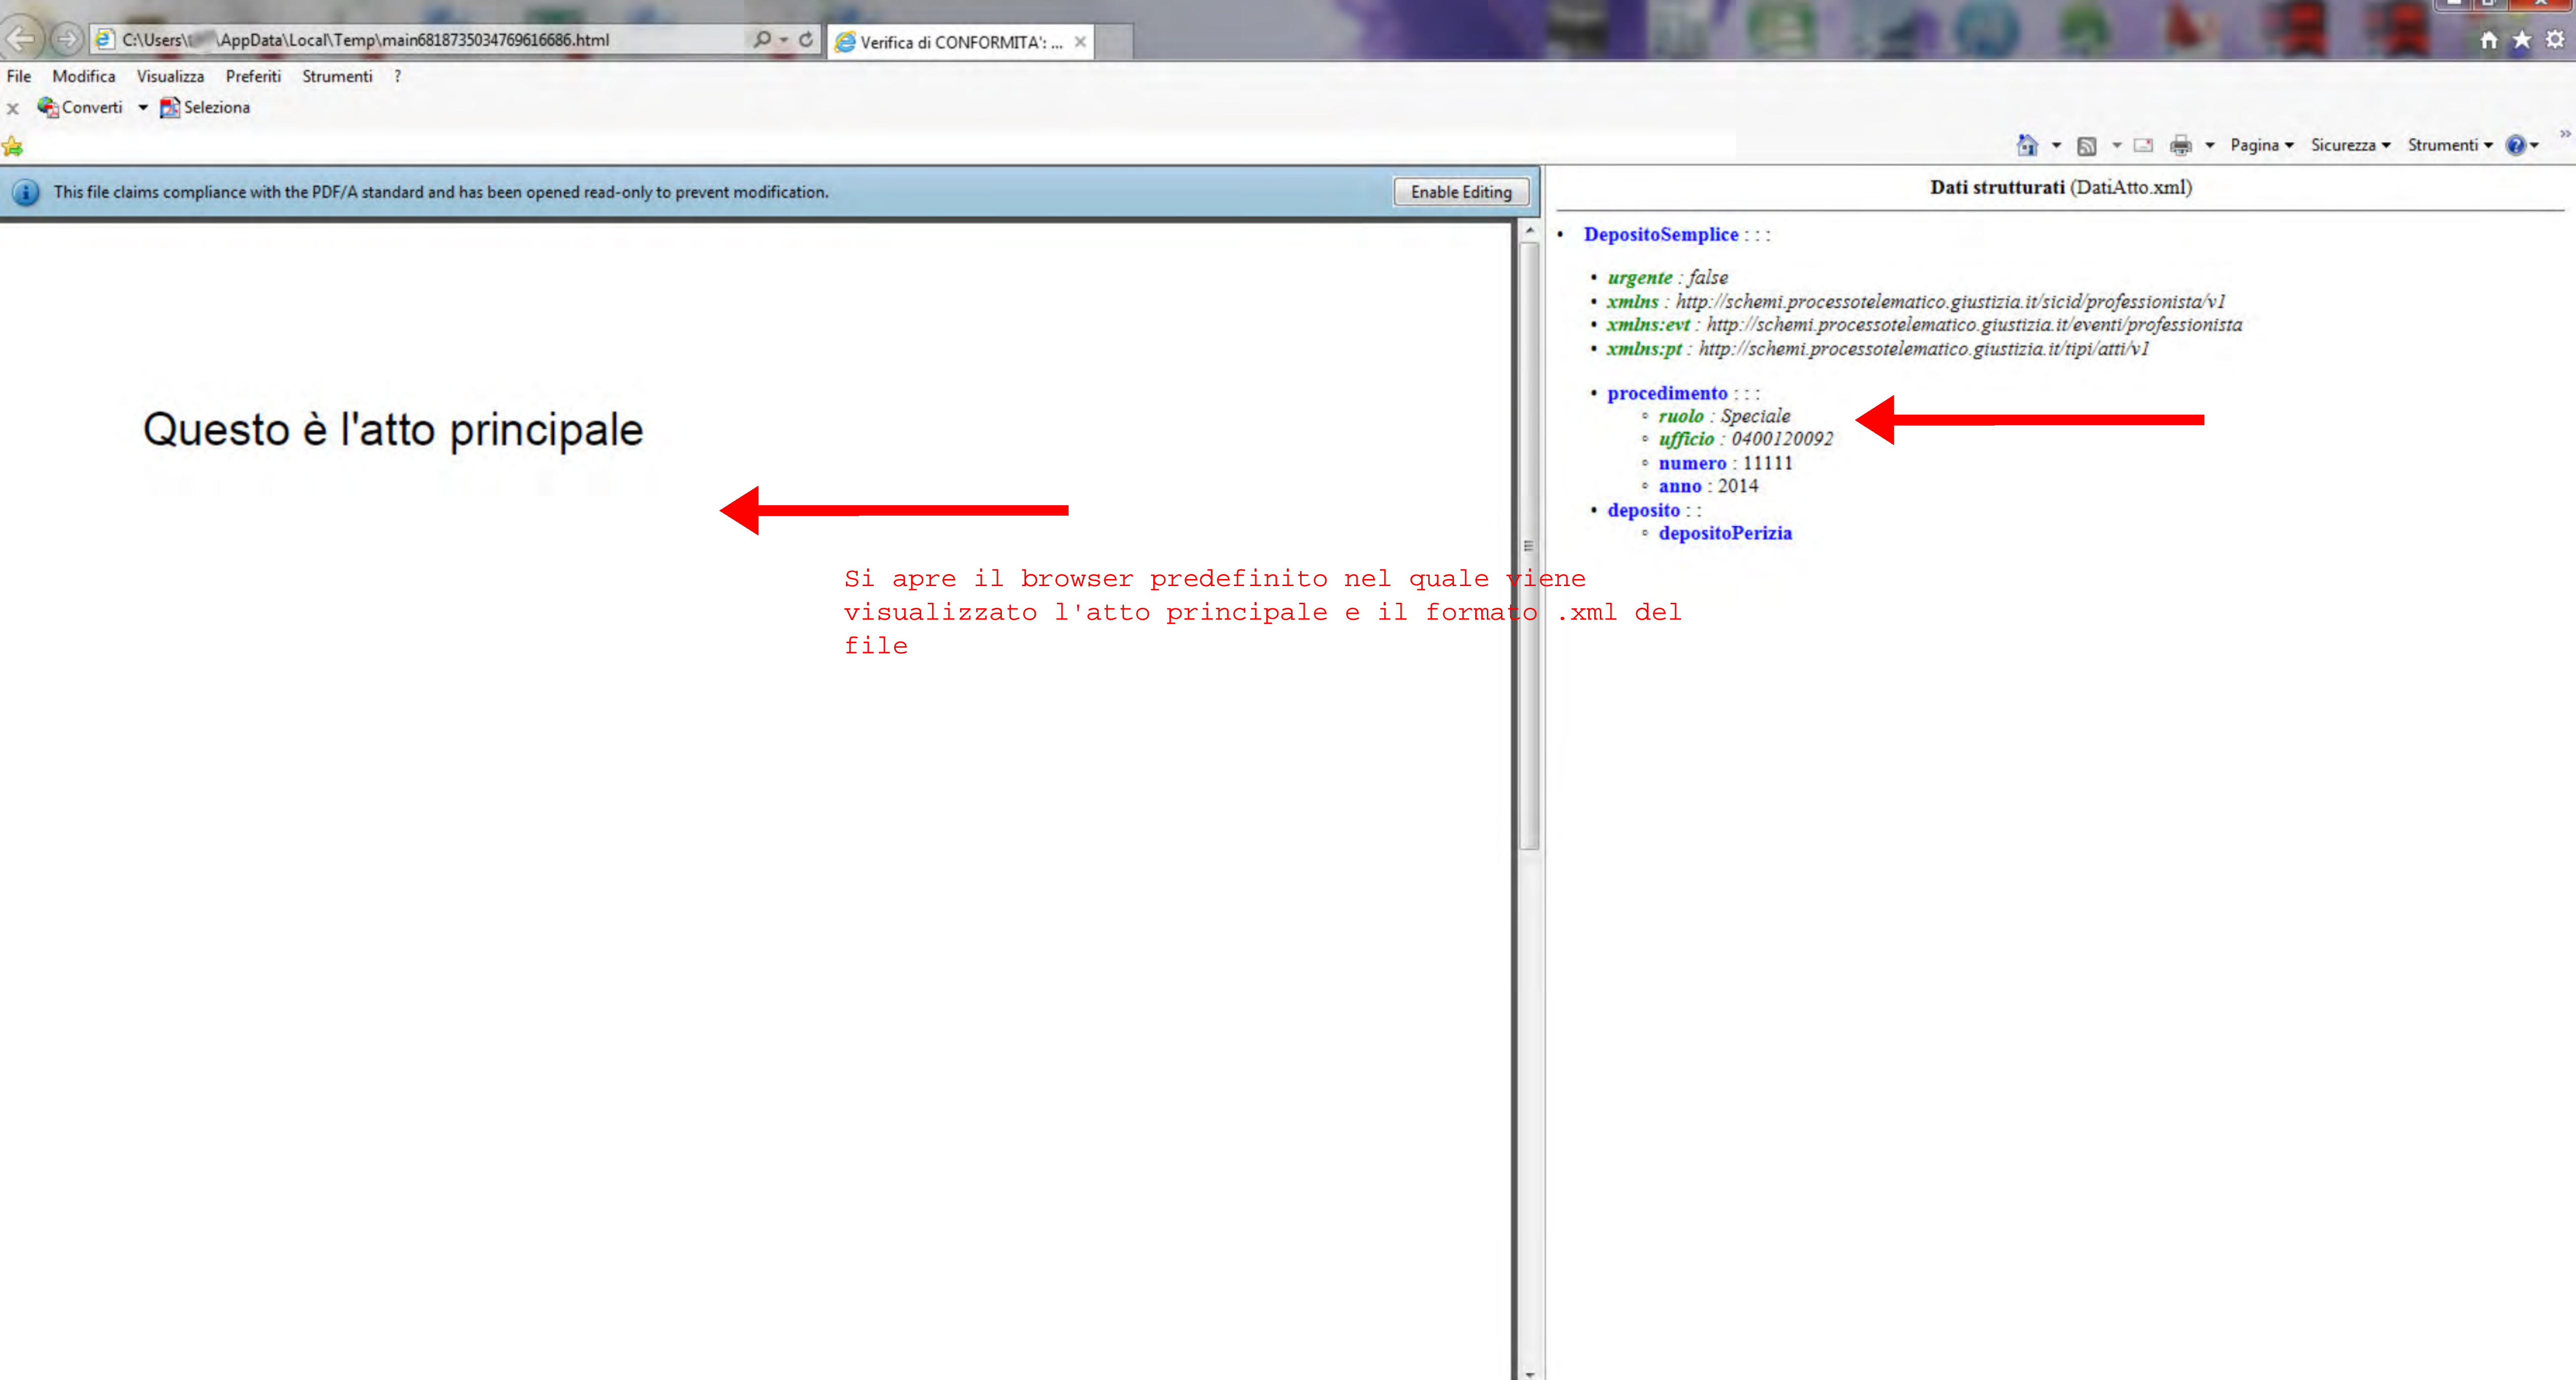 C:\Users\ \AppData\Local\Temp\main6818735034769616686.html
Verifica di CONFORMITA': ...
File Modifica Visualizza Preferiti Strumenti ?
x Converti Seleziona
Pagina Sicurezza Strumenti »
This file claims compliance with the PDF/A standard and has been opened read-only to prevent modification.
Enable Editing
Questo è l'atto principale
Si apre il browser predefinito nel quale viene
visualizzato l'atto principale e il formato .xml del
file
Dati strutturati (DatiAtto.xml)
• DepositoSemplice : : :
• urgente : false
• xmlns : http://schemi.processotelematico.giustizia.it/sicid/professionista/v1
• xmlns:evt : http://schemi.processotelematico.giustizia.it/eventi/professionista
• xmlns:pt : http://schemi.processotelematico.giustizia.it/tipi/atti/v1
• procedimento : : :
◦ ruolo : Speciale
◦ ufficio : 0400120092
◦ numero : 11111
◦ anno : 2014
• deposito : :
◦ depositoPerizia